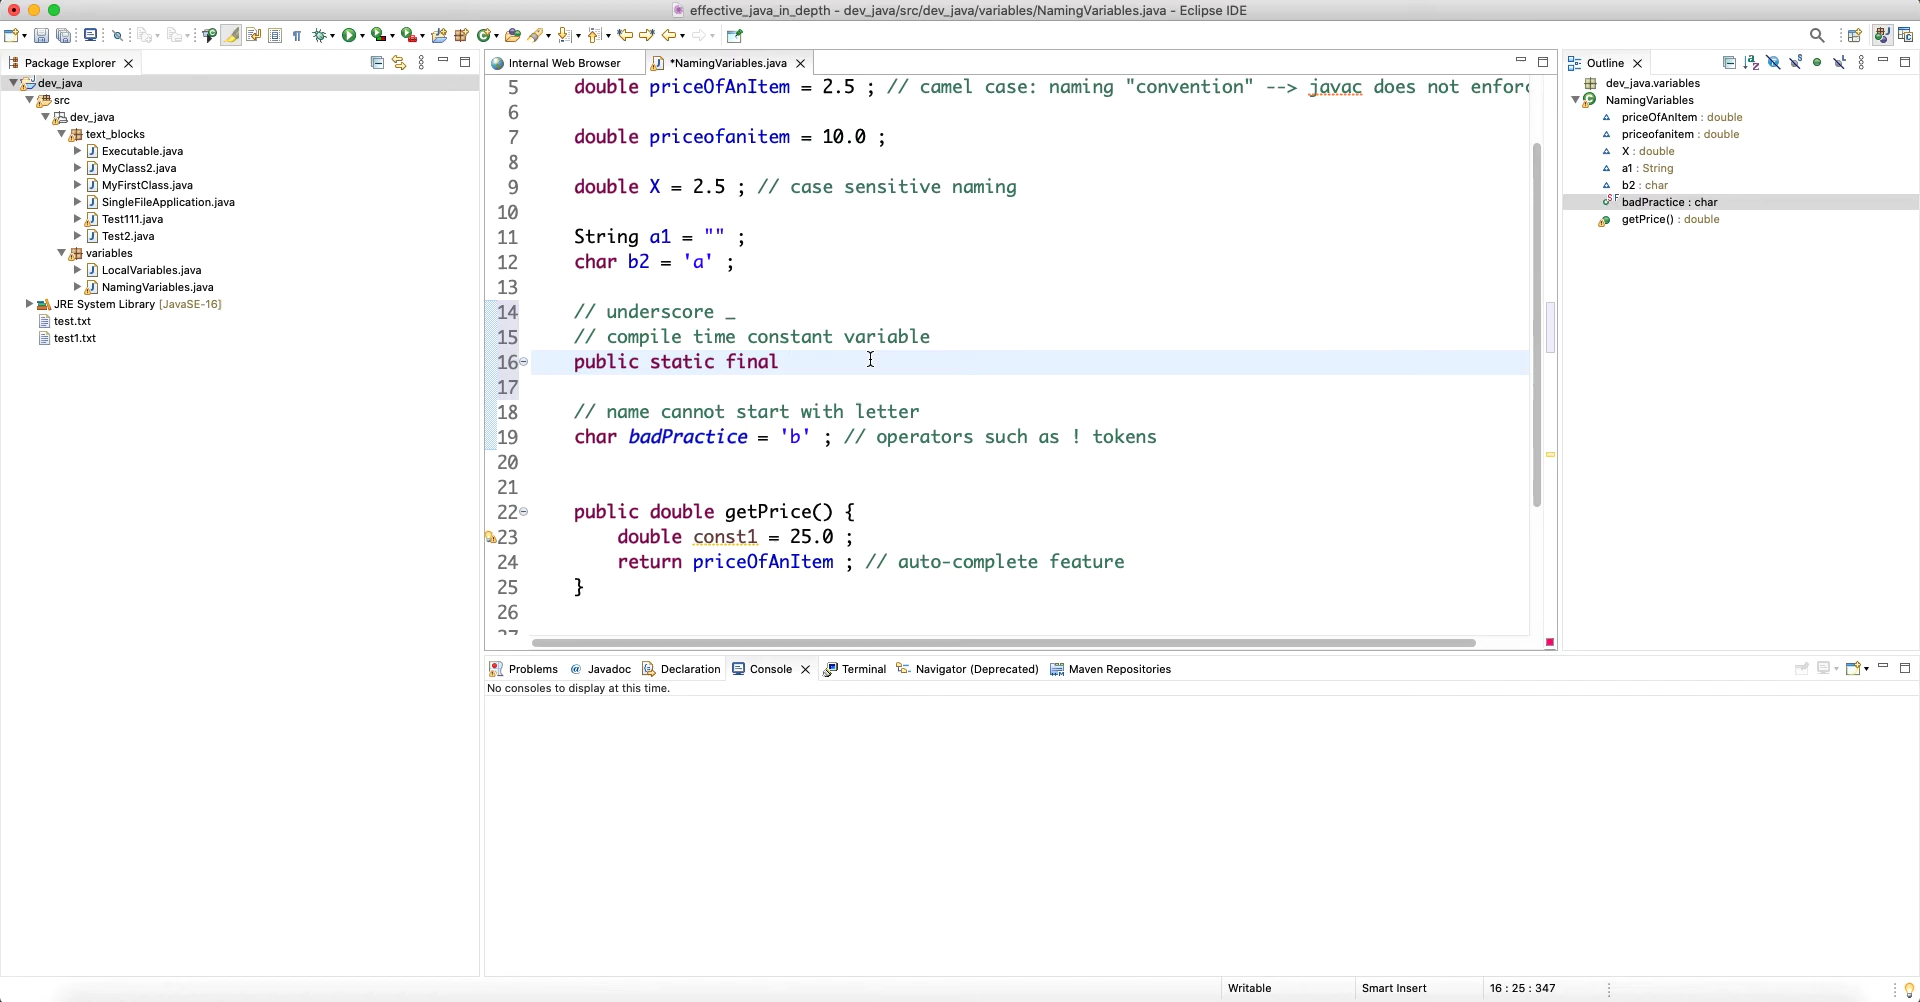 effective_java_in_depth - dev_java/src/dev_java/variables/NamingVariables.java - Eclipse IDE
Package Explorer
dev_java
src
dev_java
text_blocks
Executable.java
MyClass2.java
MyFirstClass.java
SingleFileApplication.java
Test111.java
Test2.java
variables
LocalVariables.java
NamingVariables.java
JRE System Library [JavaSE-16]
test.txt
test1.txt
Internal Web Browser
*NamingVariables.java
5 double priceOfAnItem = 2.5 ; // camel case: naming "convention" --> javac does not enforc
6
7 double priceofanitem = 10.0 ;
8
9 double X = 2.5 ; // case sensitive naming
10
11 String a1 = "" ;
12 char b2 = 'a' ;
13
14 // underscore _
15 // compile time constant variable
16 public static final
17
18 // name cannot start with letter
19 char badPractice = 'b' ; // operators such as ! tokens
20
21
22 public double getPrice() {
23 double const1 = 25.0 ;
24 return priceOfAnItem ; // auto-complete feature
25 }
26
27
Outline
dev_java.variables
NamingVariables
priceOfAnItem : double
priceofanitem : double
X : double
a1 : String
b2 : char
badPractice : char
getPrice() : double
Problems
Javadoc
Declaration
Console
Terminal
Navigator (Deprecated)
Maven Repositories
No consoles to display at this time.
Writable
Smart Insert
16 : 25 : 347